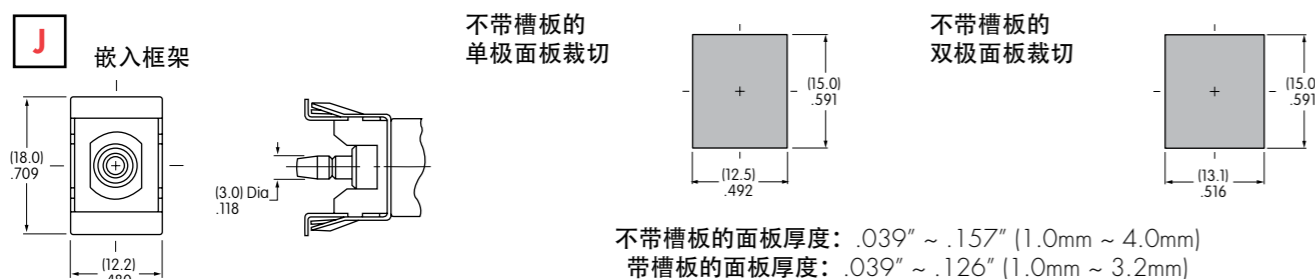 J 嵌入框架
(18.0)
.709
(12.2)
.480
(3.0) Dia
.118
不带槽板的
单极面板裁切
(15.0)
.591
(12.5)
.492
不带槽板的
双极面板裁切
(15.0)
.591
(13.1)
.516
不带槽板的面板厚度：.039" ~ .157" (1.0mm ~ 4.0mm)
带槽板的面板厚度：.039" ~ .126" (1.0mm ~ 3.2mm)